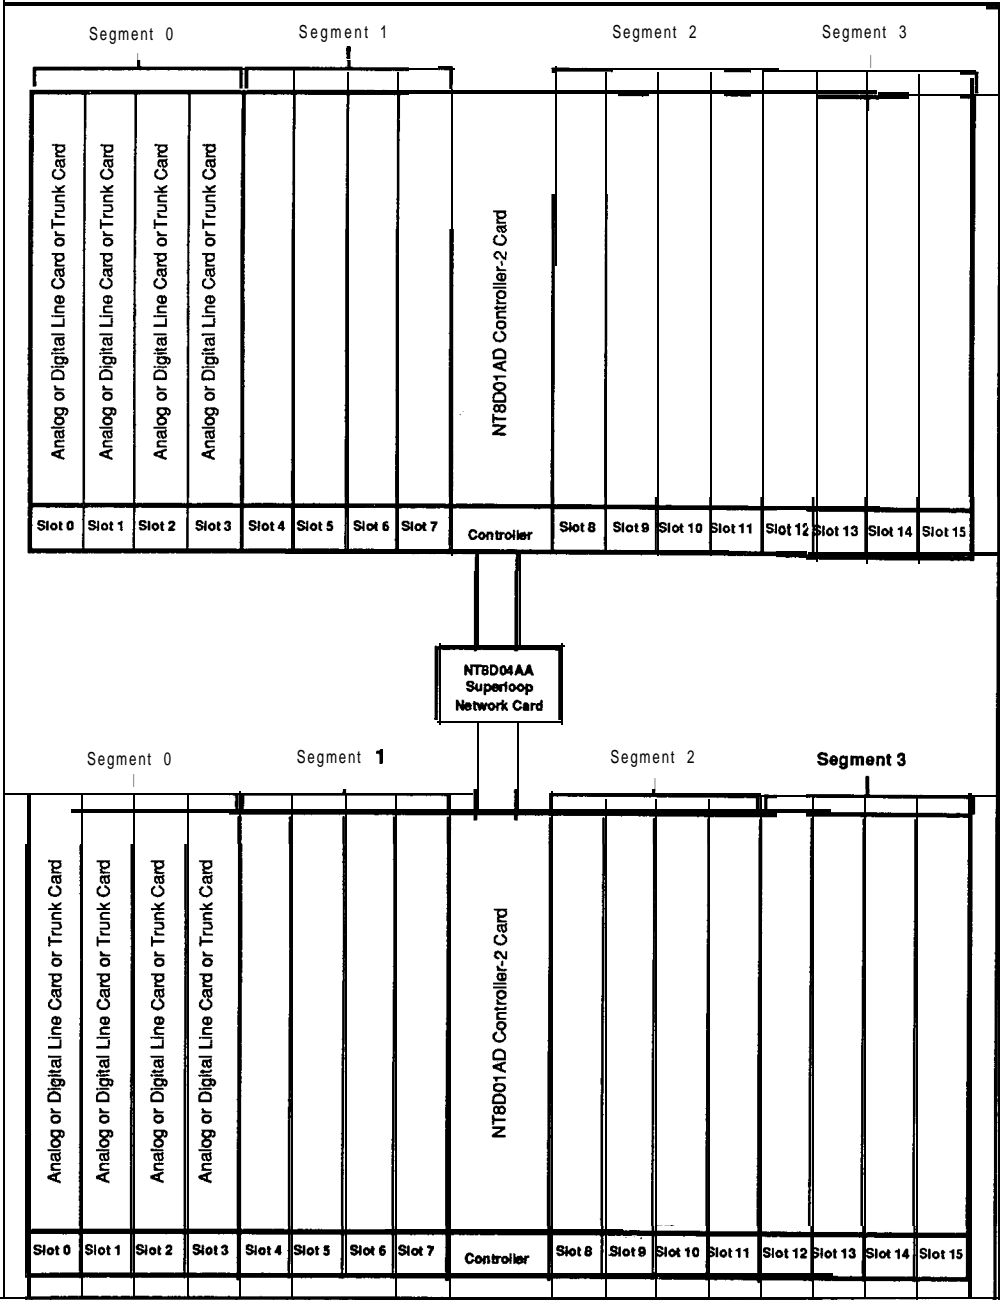 Segment 0 Segment 1 Segment 2 Segment 3
Analog or Digital Line Card or Trunk Card
Analog or Digital Line Card or Trunk Card
Analog or Digital Line Card or Trunk Card
Analog or Digital Line Card or Trunk Card
NT8D01AD Controller-2 Card
Slot 0 Slot 1 Slot 2 Slot 3 Slot 4 Slot 5 Slot 6 Slot 7 Controller Slot 8 Slot 9 Slot 10 Slot 11 Slot 12 Slot 13 Slot 14 Slot 15
NT8D04AA
Superloop
Network Card
Segment 0 Segment 1 Segment 2 Segment 3
Analog or Digital Line Card or Trunk Card
Analog or Digital Line Card or Trunk Card
Analog or Digital Line Card or Trunk Card
Analog or Digital Line Card or Trunk Card
NT8D01AD Controller-2 Card
Slot 0 Slot 1 Slot 2 Slot 3 Slot 4 Slot 5 Slot 6 Slot 7 Controller Slot 8 Slot 9 Slot 10 Slot 11 Slot 12 Slot 13 Slot 14 Slot 15